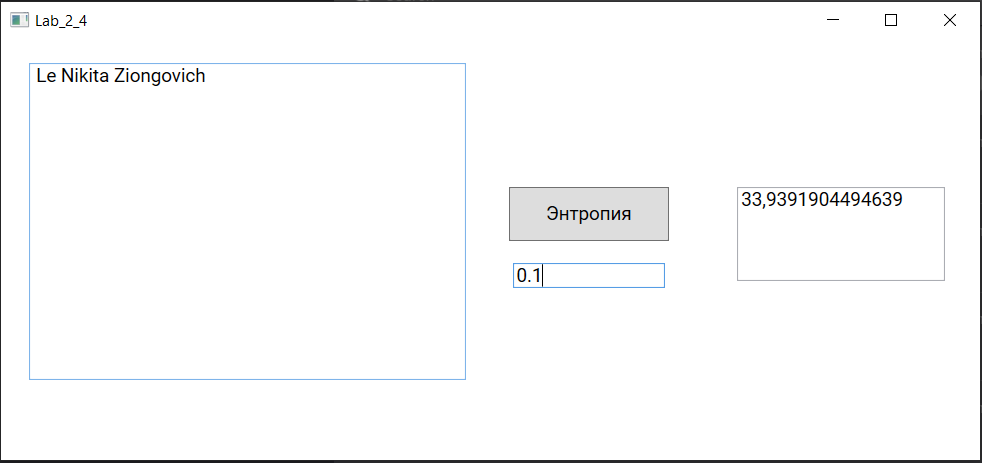 Lab_2_4
Le Nikita Ziongovich
Энтропия
33,9391904494639
0.1